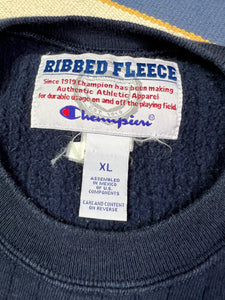 RIBBED FLEECE
Since 1919 Champion has been making
Authentic Athletic Apparel
for durable usage on and off the playing field.
Champion
XL
ASSEMBLED
IN MEXICO
OF U.S.
COMPONENTS
CARE AND CONTENT
ON REVERSE